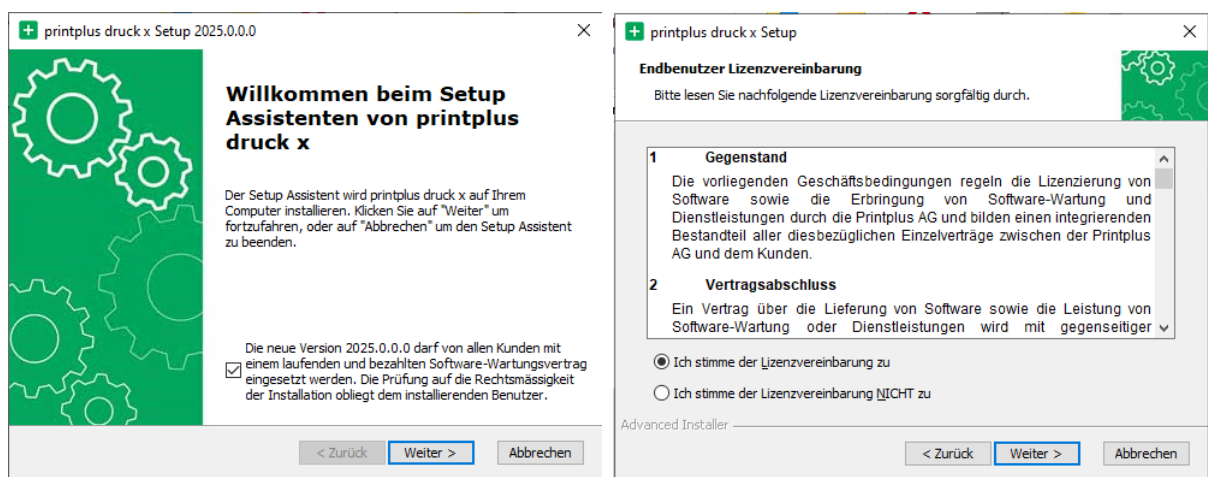 printplus druck x Setup 2025.0.0.0
Willkommen beim Setup
Assistenten von printplus
druck x
Der Setup Assistent wird printplus druck x auf Ihrem
Computer installieren. Klicken Sie auf "Weiter" um
fortzufahren, oder auf "Abbrechen" um den Setup Assistent
zu beenden.
Die neue Version 2025.0.0.0 darf von allen Kunden mit
einem laufenden und bezahlten Software-Wartungsvertrag
eingesetzt werden. Die Prüfung auf die Rechtsmässigkeit
der Installation obliegt dem installierenden Benutzer.
< Zurück Weiter > Abbrechen
printplus druck x Setup
Endbenutzer Lizenzvereinbarung
Bitte lesen Sie nachfolgende Lizenzvereinbarung sorgfältig durch.
1 Gegenstand
Die vorliegenden Geschäftsbedingungen regeln die Lizenzierung von
Software sowie die Erbringung von Software-Wartung und
Dienstleistungen durch die Printplus AG und bilden einen integrierenden
Bestandteil aller diesbezüglichen Einzelverträge zwischen der Printplus
AG und dem Kunden.
2 Vertragsabschluss
Ein Vertrag über die Lieferung von Software sowie die Leistung von
Software-Wartung oder Dienstleistungen wird mit gegenseitiger
Ich stimme der Lizenzvereinbarung zu
Ich stimme der Lizenzvereinbarung NICHT zu
Advanced Installer
< Zurück Weiter > Abbrechen